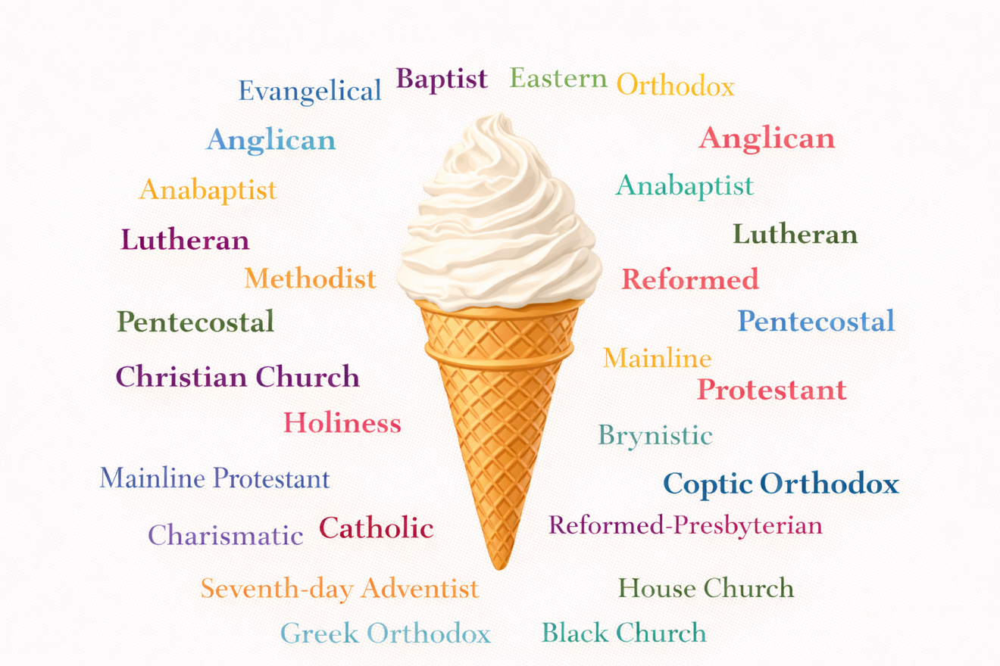 Evangelical Baptist Eastern Orthodox
Anglican
Anglican
Anabaptist
Anabaptist
Lutheran
Lutheran
Methodist
Reformed
Pentecostal
Pentecostal
Mainline
Christian Church
Protestant
Holiness
Brynistic
Mainline Protestant
Coptic Orthodox
Charismatic Catholic
Reformed-Presbyterian
Seventh-day Adventist
House Church
Greek Orthodox
Black Church